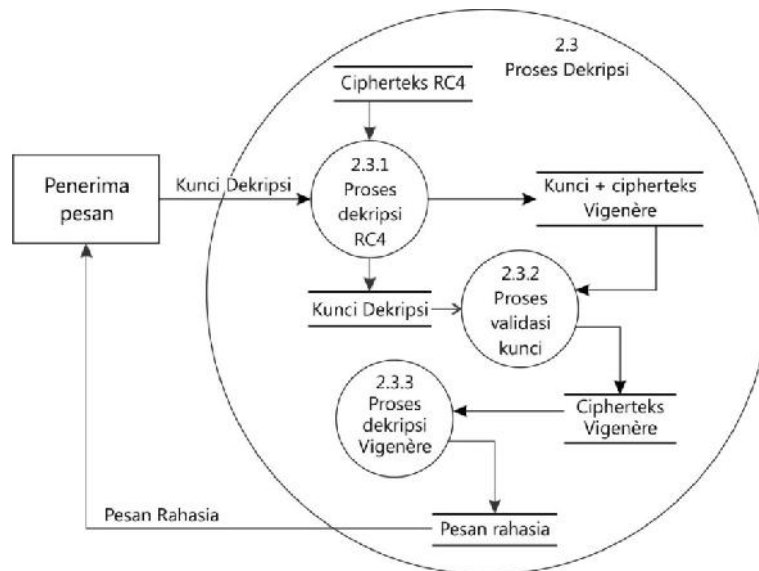 2.3
Proses Dekripsi
Cipherteks RC4
2.3.1
Proses
dekripsi
RC4
Penerima
pesan
Kunci Dekripsi
Kunci + cipherteks
Vigenère
2.3.2
Proses
validasi
kunci
Kunci Dekripsi
2.3.3
Proses
dekripsi
Vigenère
Cipherteks
Vigenère
Pesan Rahasia
Pesan rahasia